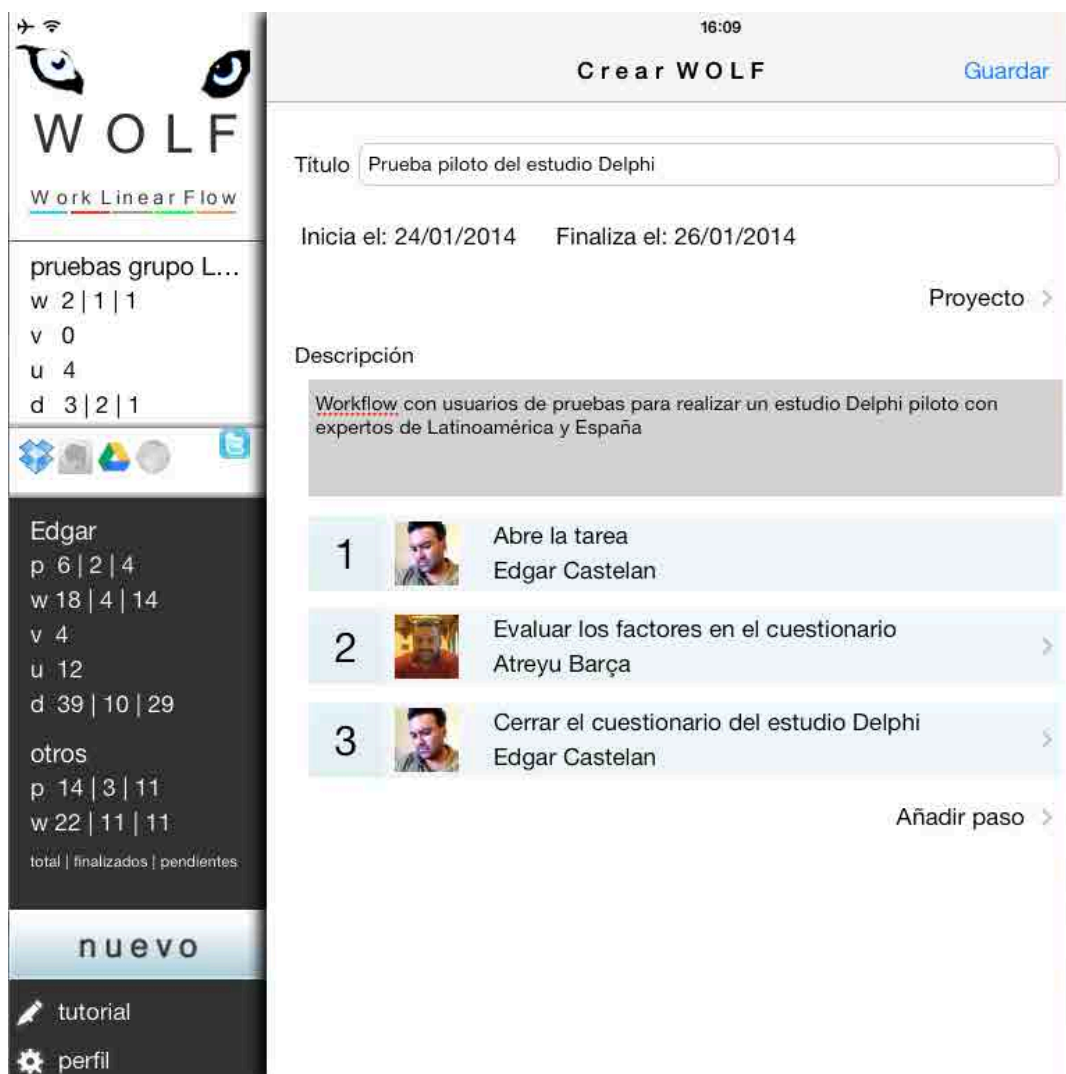 WOLF
Work Linear Flow
pruebas grupo L...
w 2 | 1 | 1
v 0
u 4
d 3 | 2 | 1
Edgar
p 6 | 2 | 4
w 18 | 4 | 14
v 4
u 12
d 39 | 10 | 29
otros
p 14 | 3 | 11
w 22 | 11 | 11
total | finalizados | pendientes
nuevo
tutorial
perfil
16:09
Crear WOLF
Guardar
Título Prueba piloto del estudio Delphi
Inicia el: 24/01/2014 Finaliza el: 26/01/2014
Proyecto >
Descripción
Workflow con usuarios de pruebas para realizar un estudio Delphi piloto con
expertos de Latinoamérica y España
1 Abre la tarea
Edgar Castelan
2 Evaluar los factores en el cuestionario
Atreyu Barça
3 Cerrar el cuestionario del estudio Delphi
Edgar Castelan
Añadir paso >